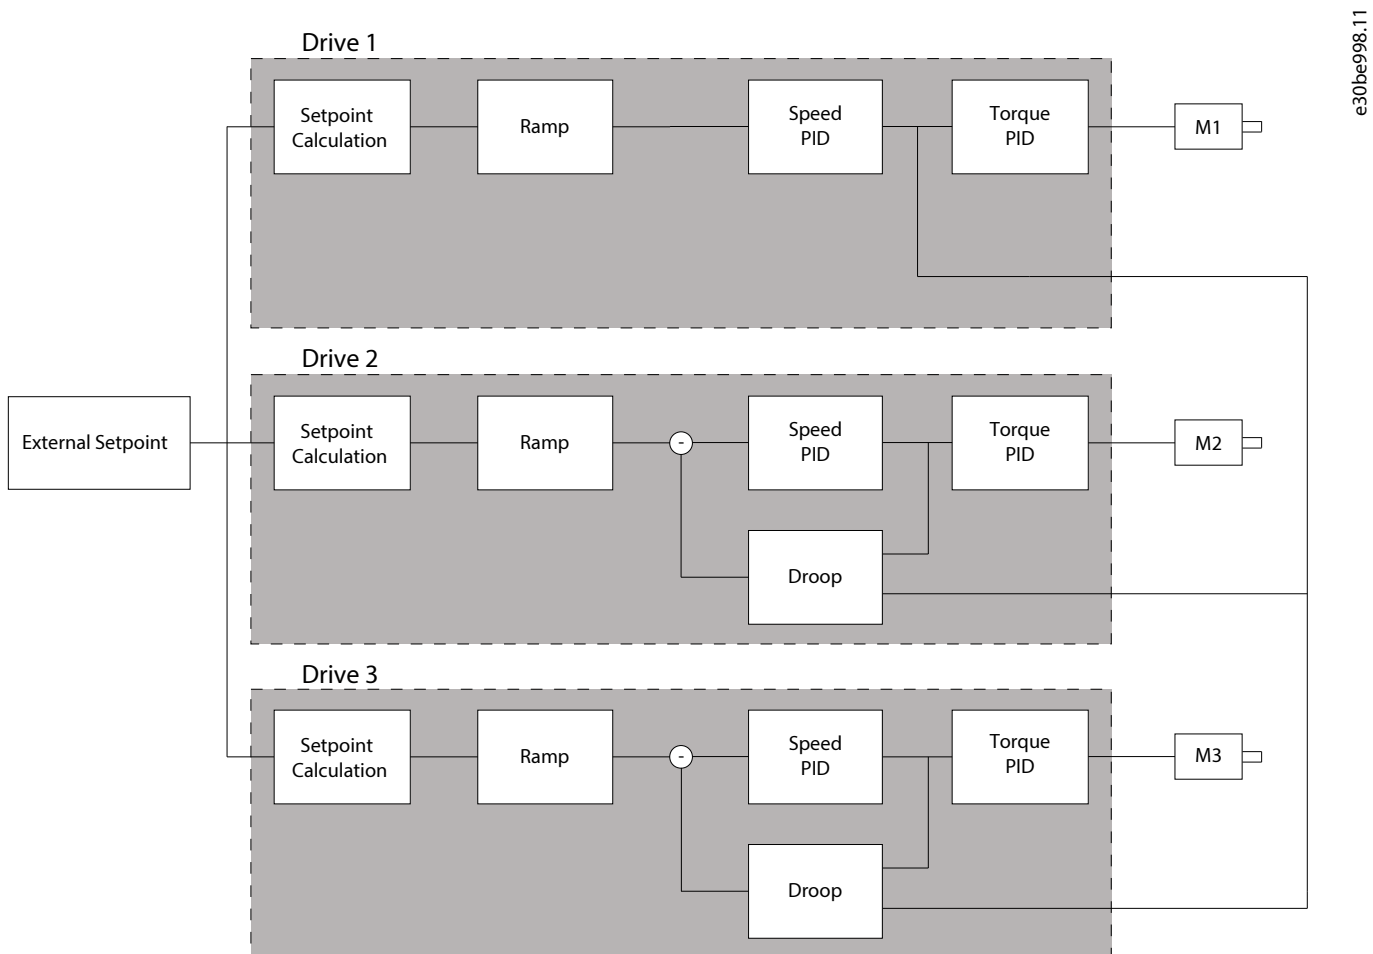 e30be998.11
Drive 1
Setpoint
Calculation
Ramp
Speed
PID
Torque
PID
M1
Drive 2
External Setpoint
Setpoint
Calculation
Ramp
-
Speed
PID
Torque
PID
M2
Droop
Drive 3
Setpoint
Calculation
Ramp
-
Speed
PID
Torque
PID
M3
Droop